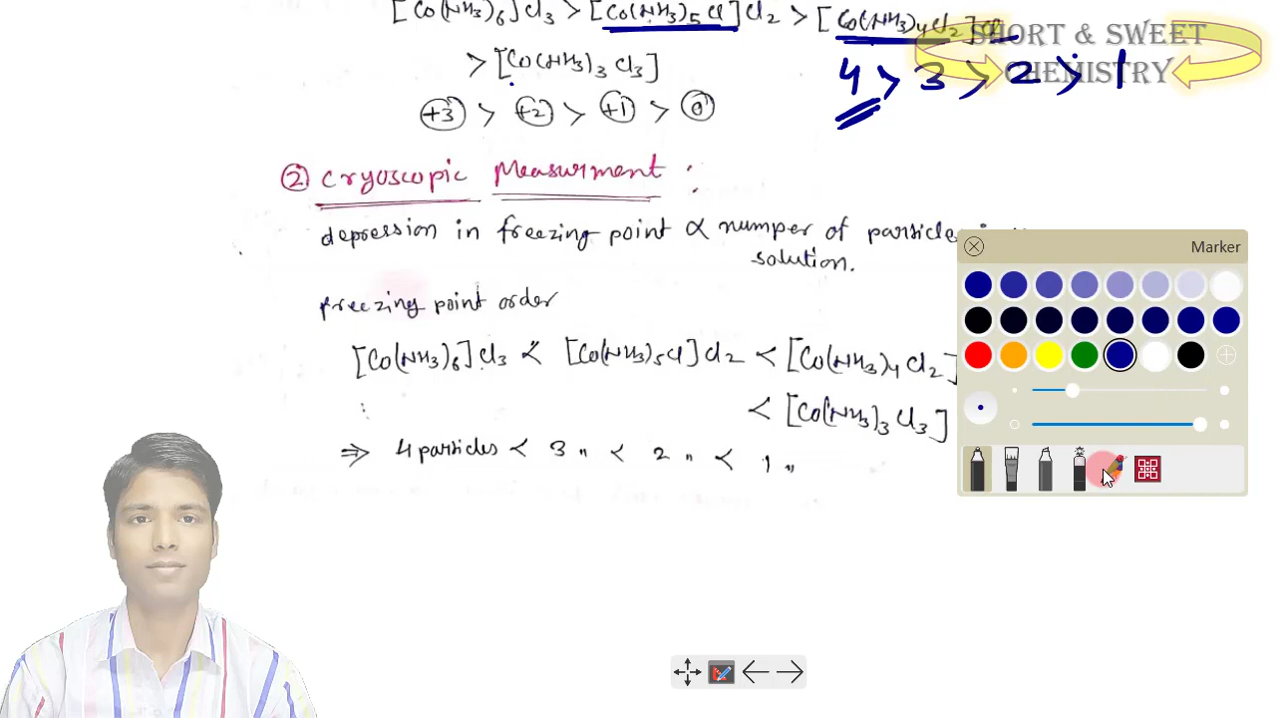 [Co(NH3)6]Cl3 > [Co(NH3)5Cl]Cl2 > [Co(NH3)4Cl2]Cl
SHORT & SWEET
CHEMISTRY
> [Co(NH3)3Cl3]
4 > 3 > 2 > 1
+3 > +2 > +1 > 0
② Cryoscopic Measurment :
depression in freezing point ∝ numper of particles
solution.
freezing point order
[Co(NH3)6]Cl3 < [Co(NH3)5Cl]Cl2 < [Co(NH3)4Cl2]
< [Co(NH3)3Cl3]
⇒ 4 particles < 3 " < 2 " < 1 "
Marker